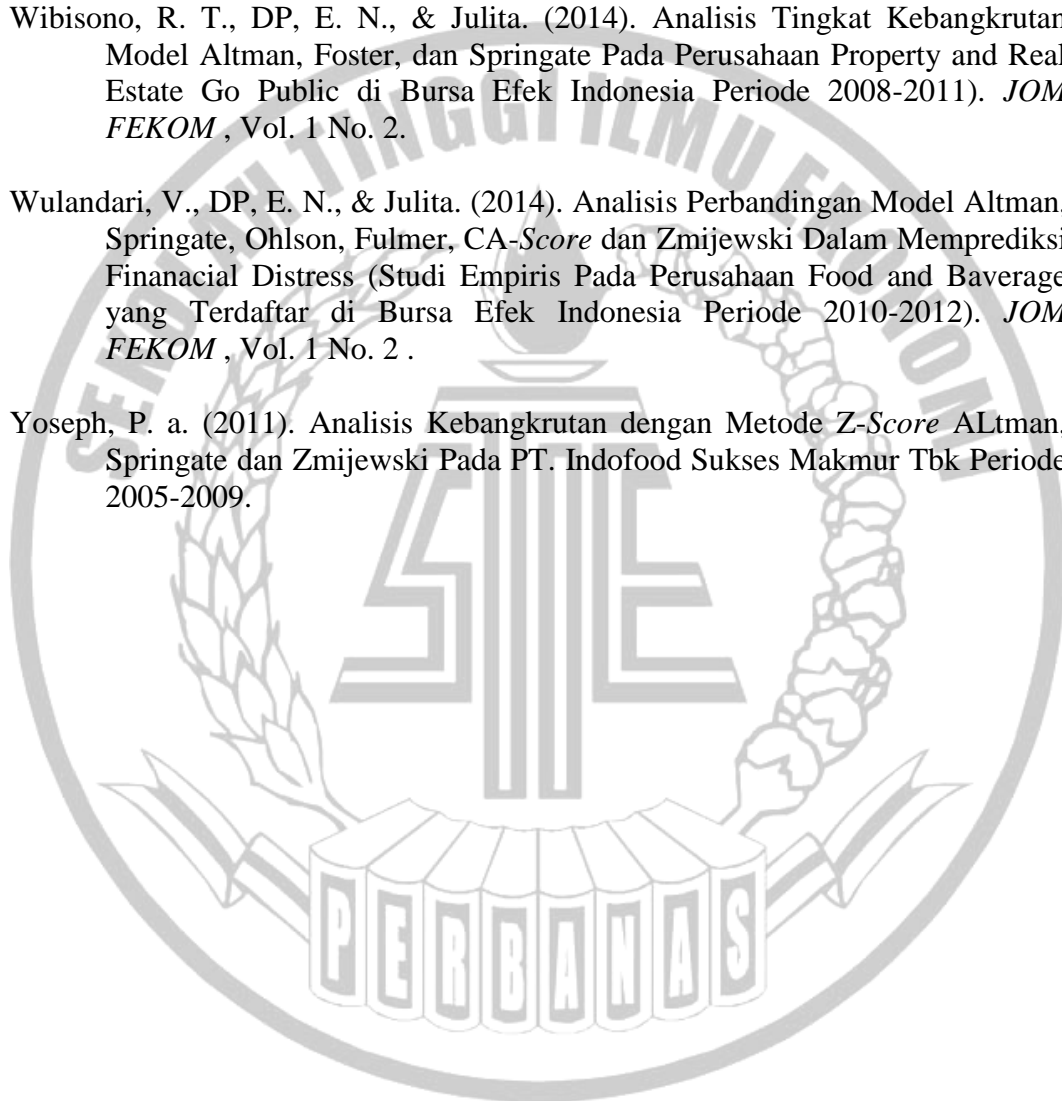 Wibisono, R. T., DP, E. N., & Julita. (2014). Analisis Tingkat Kebangkrutan
Model Altman, Foster, dan Springate Pada Perusahaan Property and Real
Estate Go Public di Bursa Efek Indonesia Periode 2008-2011). JOM
FEKOM , Vol. 1 No. 2.
Wulandari, V., DP, E. N., & Julita. (2014). Analisis Perbandingan Model Altman,
Springate, Ohlson, Fulmer, CA-Score dan Zmijewski Dalam Memprediksi
Finanacial Distress (Studi Empiris Pada Perusahaan Food and Baverage
yang Terdaftar di Bursa Efek Indonesia Periode 2010-2012). JOM
FEKOM , Vol. 1 No. 2 .
Yoseph, P. a. (2011). Analisis Kebangkrutan dengan Metode Z-Score ALtman,
Springate dan Zmijewski Pada PT. Indofood Sukses Makmur Tbk Periode
2005-2009.
SEKOLAH TINGGI ILMU EKONOMI
STIE
PERBANAS